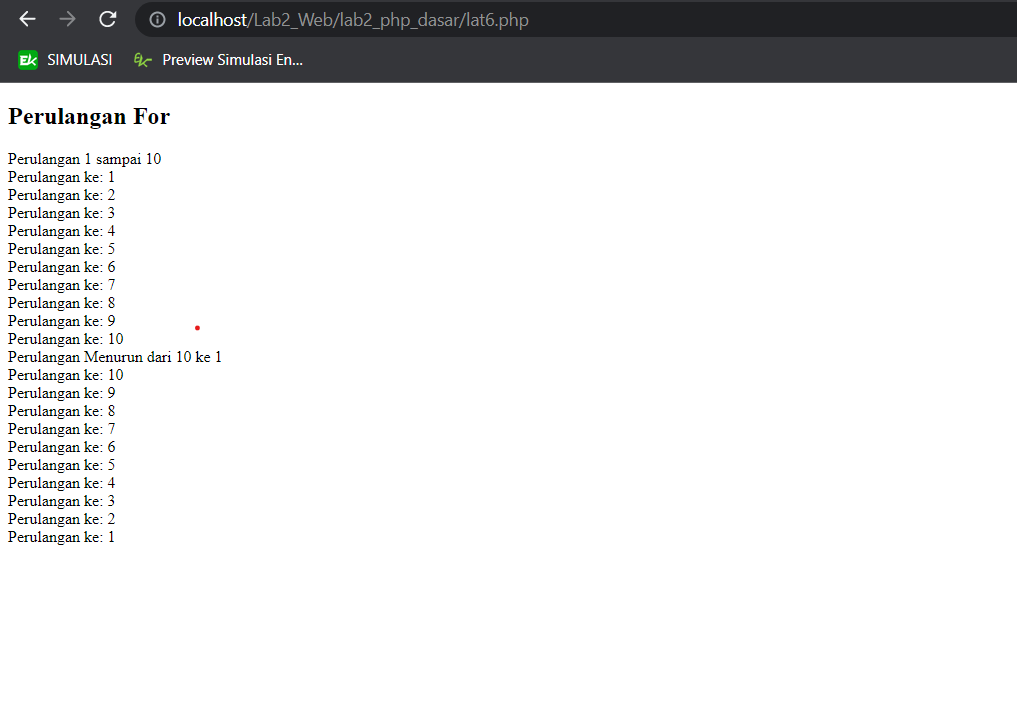 localhost/Lab2_Web/lab2_php_dasar/lat6.php
Ek SIMULASI Ek Preview Simulasi En...
Perulangan For
Perulangan 1 sampai 10
Perulangan ke: 1
Perulangan ke: 2
Perulangan ke: 3
Perulangan ke: 4
Perulangan ke: 5
Perulangan ke: 6
Perulangan ke: 7
Perulangan ke: 8
Perulangan ke: 9
Perulangan ke: 10
Perulangan Menurun dari 10 ke 1
Perulangan ke: 10
Perulangan ke: 9
Perulangan ke: 8
Perulangan ke: 7
Perulangan ke: 6
Perulangan ke: 5
Perulangan ke: 4
Perulangan ke: 3
Perulangan ke: 2
Perulangan ke: 1